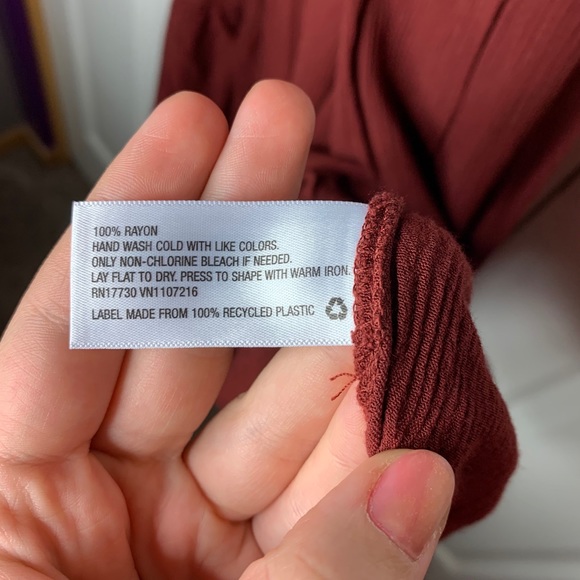 100% RAYON
HAND WASH COLD WITH LIKE COLORS.
ONLY NON-CHLORINE BLEACH IF NEEDED.
LAY FLAT TO DRY. PRESS TO SHAPE WITH WARM IRON.
RN17730 VN1107216
LABEL MADE FROM 100% RECYCLED PLASTIC